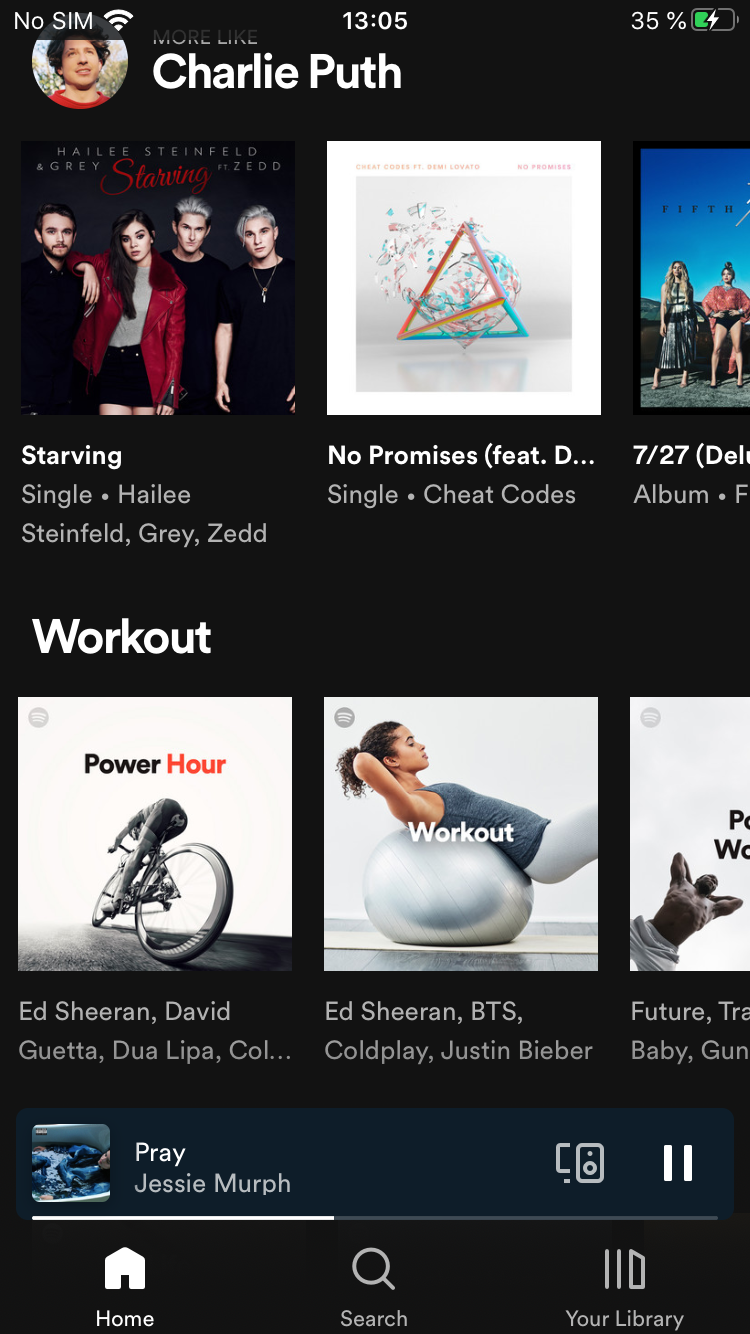 No SIM 13:05 35 %
MORE LIKE
Charlie Puth
HAILEE STEINFELD
& GREY Starving FT. ZEDD
CHEAT CODES FT. DEMI LOVATO NO PROMISES
FIFTH
Starving
Single • Hailee
Steinfeld, Grey, Zedd
No Promises (feat. D...
Single • Cheat Codes
7/27 (Delu
Album • F
Workout
Power Hour
Workout
Po
Wo
Ed Sheeran, David
Guetta, Dua Lipa, Col...
Ed Sheeran, BTS,
Coldplay, Justin Bieber
Future, Tra
Baby, Gun
Pray
Jessie Murph
Home
Search
Your Library